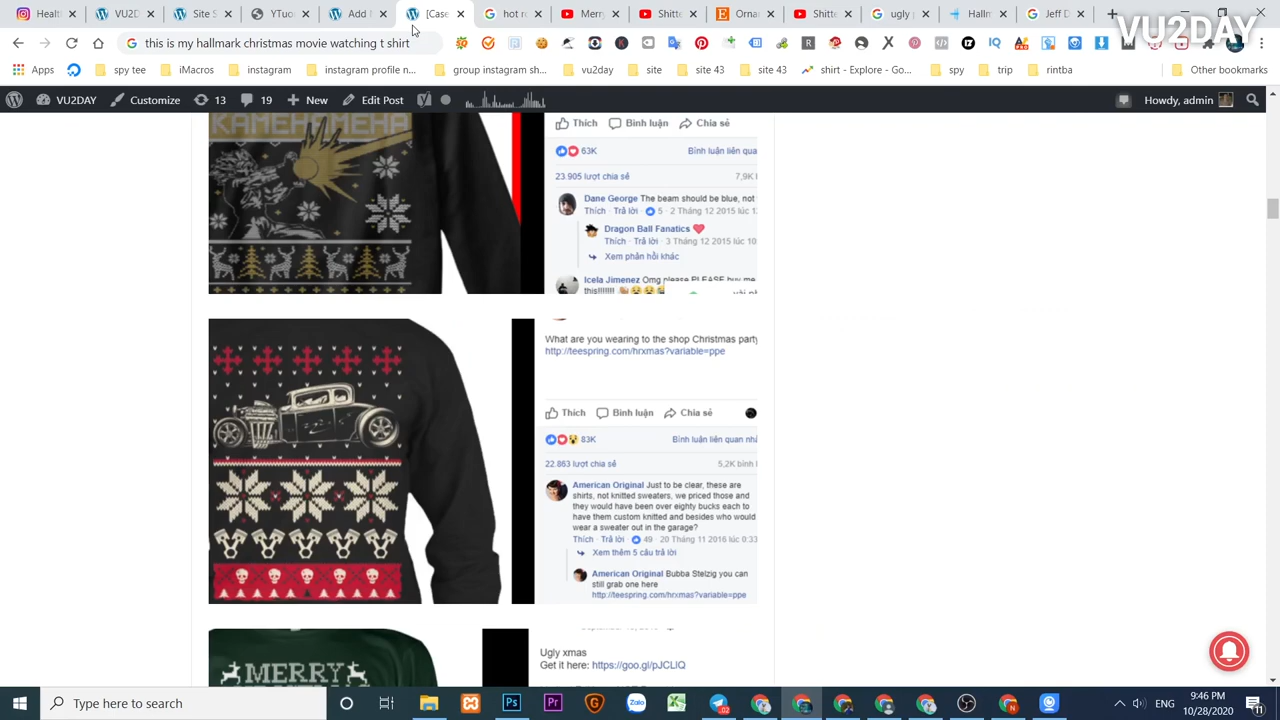 Health
Hallm
Add N
Case
Merry
Shitte
Ornar
Shitte
ugly
Hallm
Jeff D
VU2DAY
this is my hallmark christmas movie watching t shirt
Apps
spy tee
iMacros
instagram
instagram profile n...
group instagram sh...
vu2day
site
site 43
site 43
shirt - Explore - Go...
spy
trip
rintba
Other bookmarks
VU2DAY
Customize
13
19
New
Edit Post
Howdy, admin
KAMEHAMEHA
Thích Bình luận Chia sẻ
63K Bình luận liên qua
23.905 lượt chia sẻ 7,9K
Dane George The beam should be blue, not
Thích · Trả lời · 5 · 2 Tháng 12 2015 lúc 1
Dragon Ball Fanatics
Thích · Trả lời · 3 Tháng 12 2015 lúc 10
Xem phản hồi khác
Icela Jimenez Omg please PLEASE buy me
this!!!!!!!
What are you wearing to the shop Christmas party
http://teespring.com/hrxmas?variable=ppe
Thích Bình luận Chia sẻ
83K Bình luận liên quan nhấ
22.863 lượt chia sẻ 5,2K bình l
American Original Just to be clear, these are
shirts, not knitted sweaters, we priced those and
they would have been over eighty bucks each to
have them custom knitted and besides who would
wear a sweater out in the garage?
Thích · Trả lời · 49 · 20 Tháng 11 2016 lúc 0:33
Xem thêm 5 câu trả lời
American Original Bubba Stelzig you can
still grab one here
http://teespring.com/hrxmas?variable=ppe
MERRY
Ugly xmas
Get it here: https://goo.gl/pJCLIQ
Type here to search
ENG
9:46 PM
10/28/2020